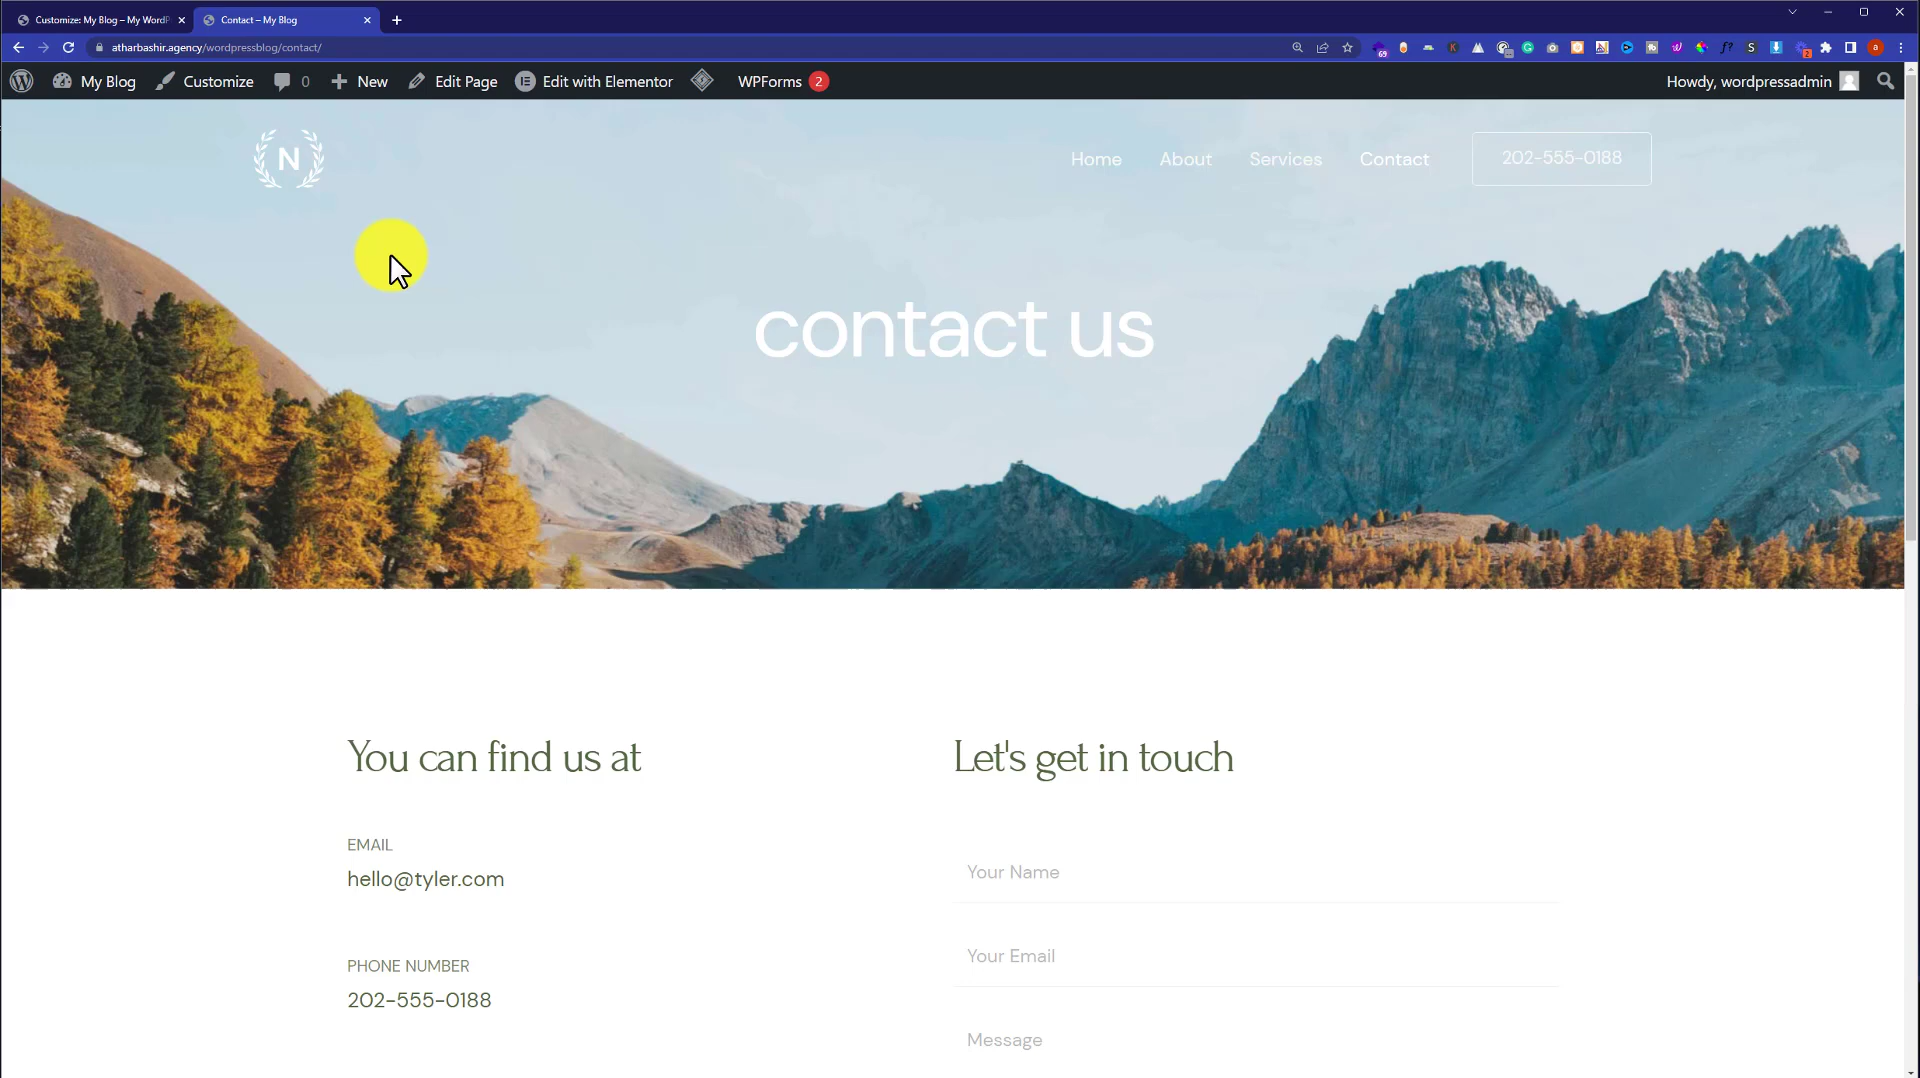 Customize: My Blog – My WordP
Contact – My Blog
atharbashir.agency/wordpressblog/contact/
69
2
a
My Blog
Customize
0
New
Edit Page
Edit with Elementor
WPForms 2
Howdy, wordpressadmin
N
Home
About
Services
Contact
202-555-0188
contact us
You can find us at
EMAIL
hello@tyler.com
PHONE NUMBER
202-555-0188
Let's get in touch
Your Name
Your Email
Message